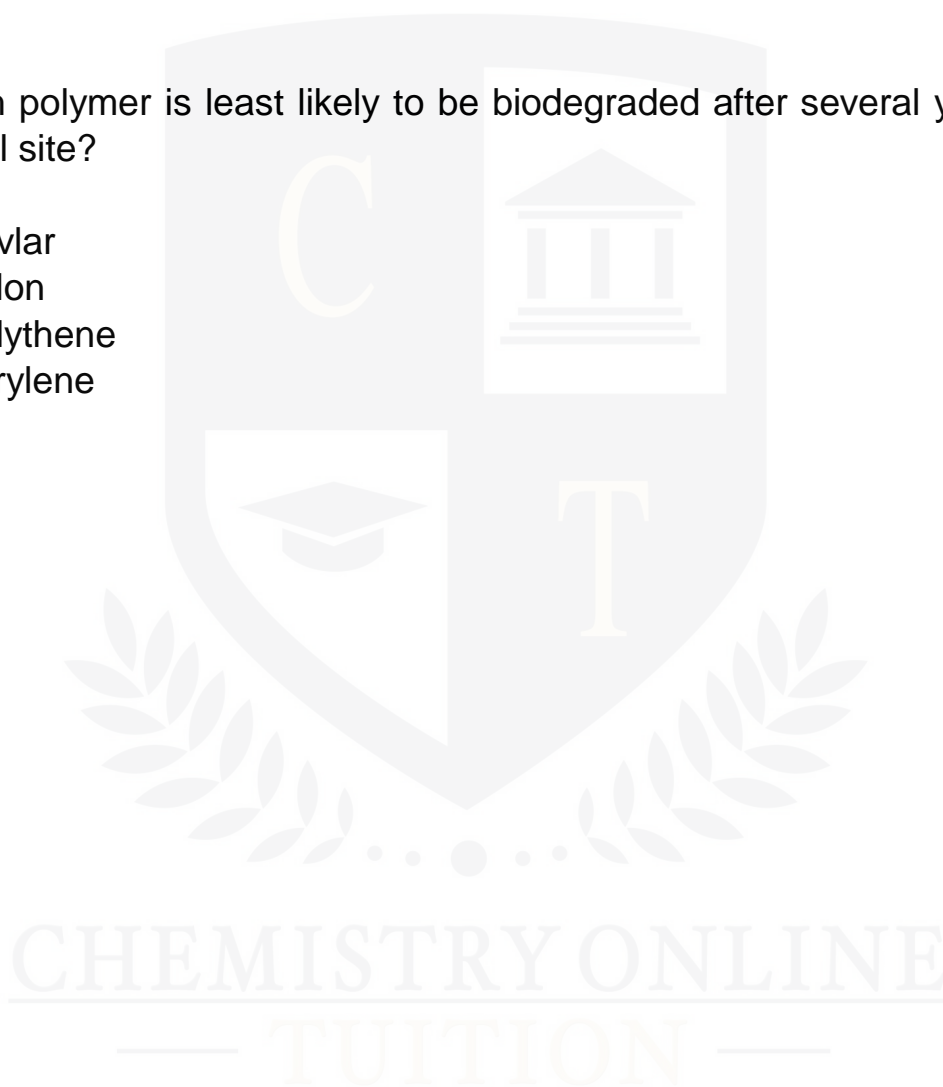 n polymer is least likely to be biodegraded after several y
l site?
vlar
lon
lythene
rylene
C
T
CHEMISTRY ONLINE
TUITION